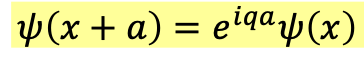 ψ(x + a) = e^{iqa}ψ(x)